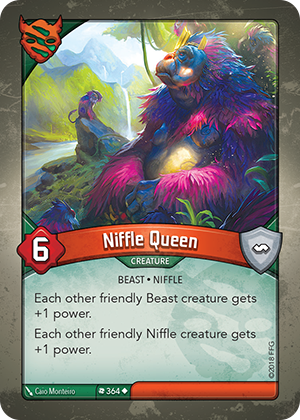 Niffle Queen
6
CREATURE
BEAST • NIFFLE
Each other friendly Beast creature gets
+1 power.
Each other friendly Niffle creature gets
+1 power.
©2018 FFG
Caio Monteiro
364